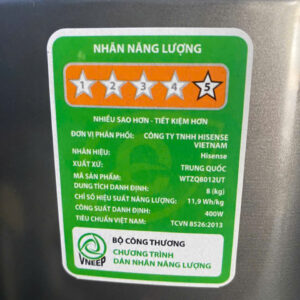 NHÃN NĂNG LƯỢNG
1 2 3 4 5
NHIỀU SAO HƠN - TIẾT KIỆM HƠN
ĐƠN VỊ PHÂN PHỐI: CÔNG TY TNHH HISENSE
VIETNAM
NHÃN HIỆU: Hisense
XUẤT XỨ: TRUNG QUỐC
MÃ SẢN PHẨM: WTZQ8012UT
DUNG TÍCH DANH ĐỊNH: 8 (kg)
CHỈ SỐ HIỆU SUẤT NĂNG LƯỢNG: 11,9 Wh/kg
CÔNG SUẤT DANH ĐỊNH: 400W
TIÊU CHUẨN VIỆT NAM: TCVN 8526:2013
BỘ CÔNG THƯƠNG
CHƯƠNG TRÌNH
DÁN NHÃN NĂNG LƯỢNG
VNEEP